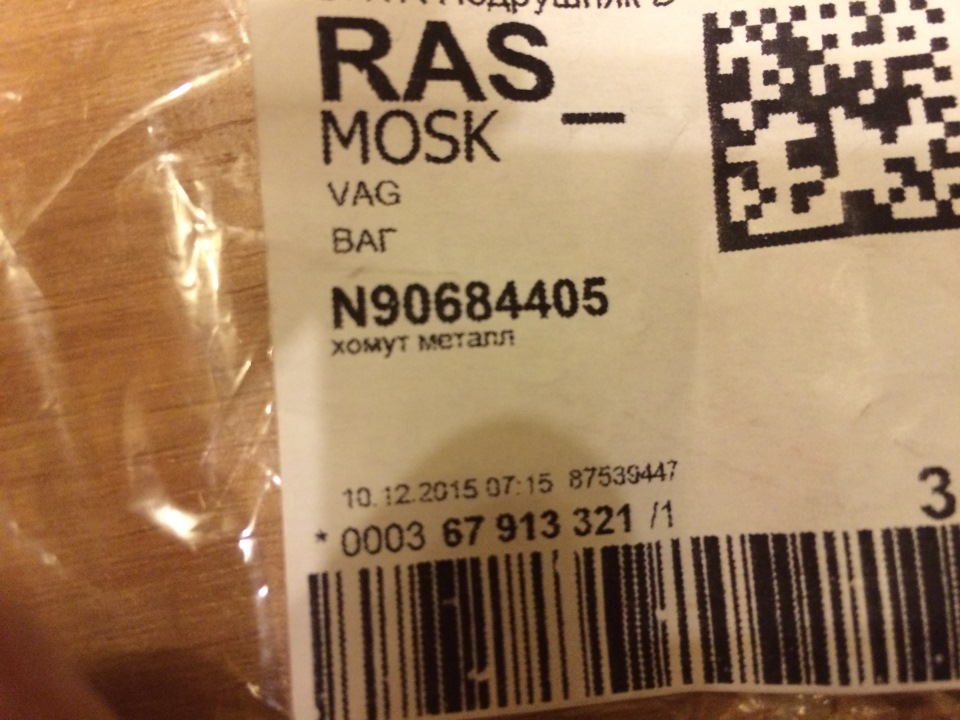 RAS
MOSK —
VAG
ВАГ
N90684405
хомут металл
10.12.2015 07:15 87539447
* 0003 67 913 321 /1
3